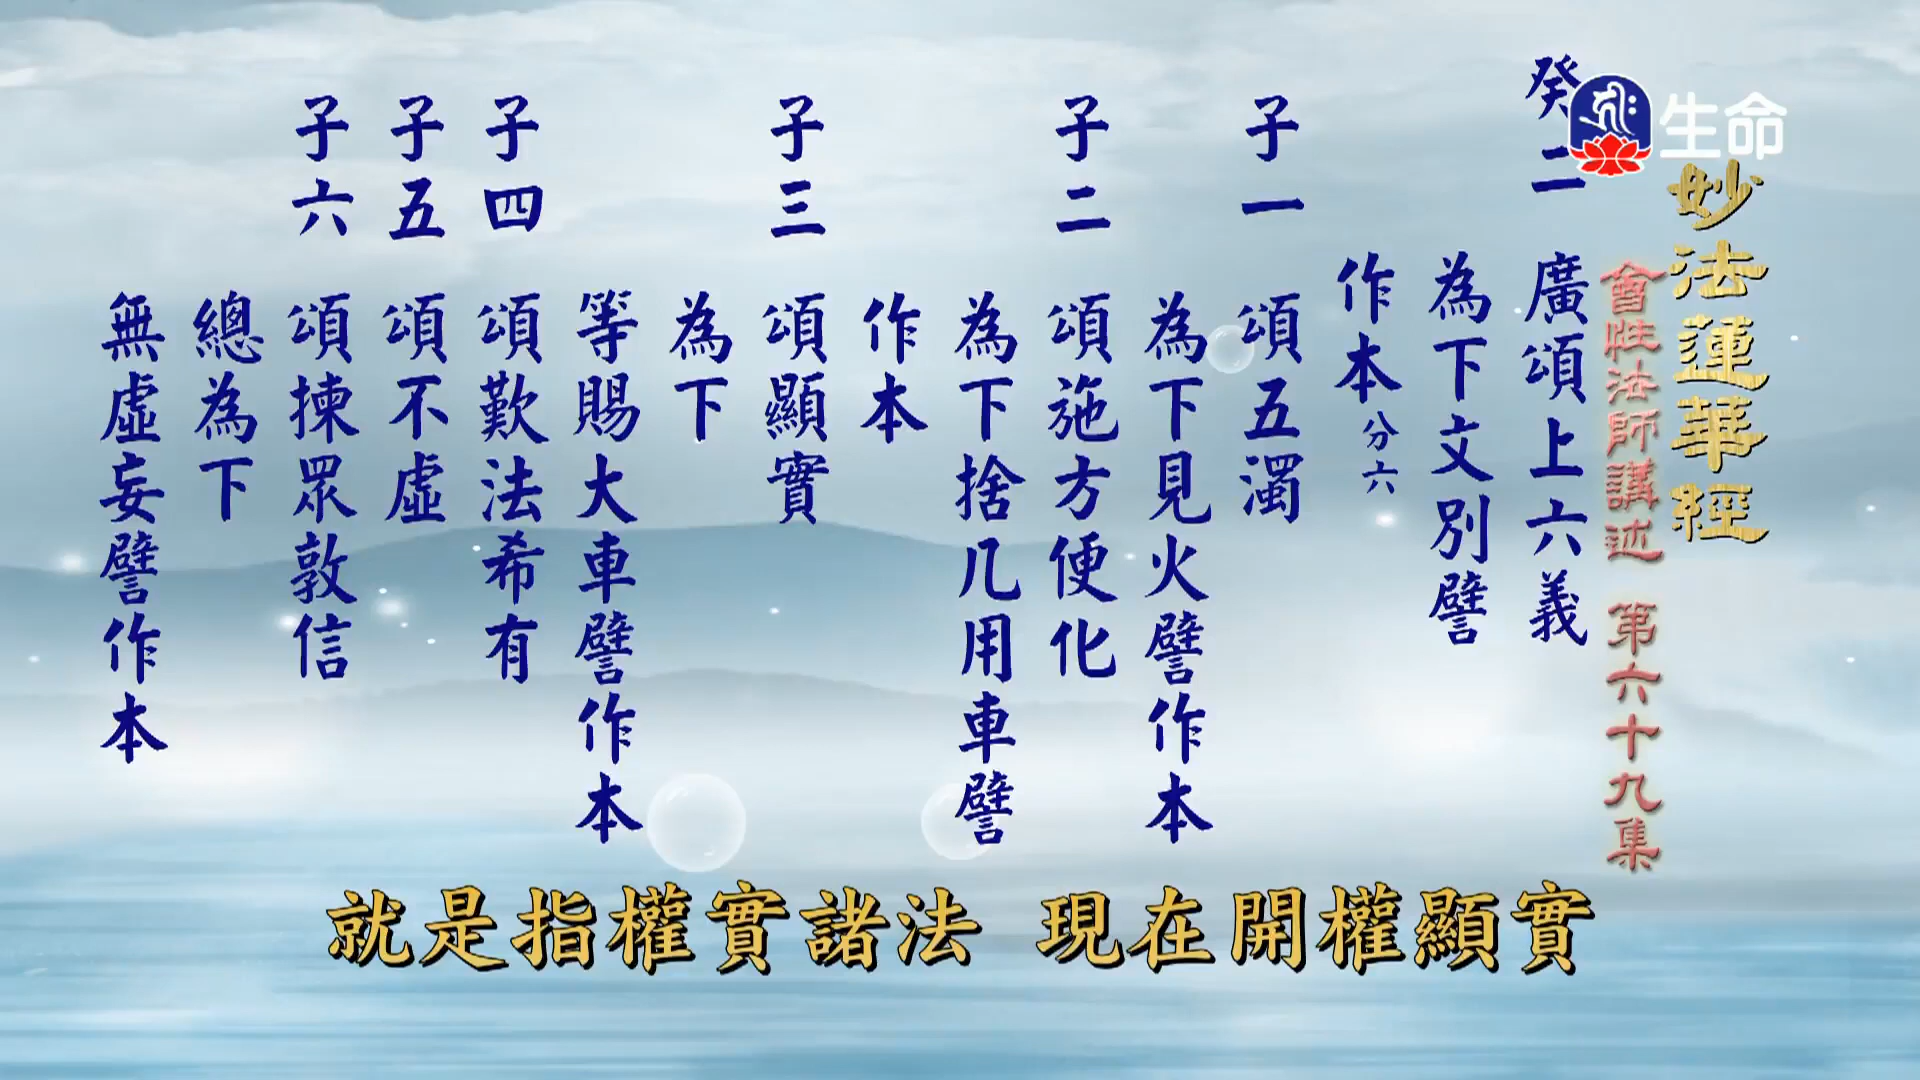 生命
妙法蓮華經
會性法師講述 第六十九集
癸二 廣頌上六義
為下文別譬
作本分六
子一 頌五濁
為下見火譬作本
子二 頌施方便化
為下捨几用車譬
作本
子三 頌顯實
為下
等賜大車譬作本
子四 頌歎法希有
子五 頌不虛
子六 頌揀眾敦信
總為下
無虛妄譬作本
就是指權實諸法 現在開權顯實